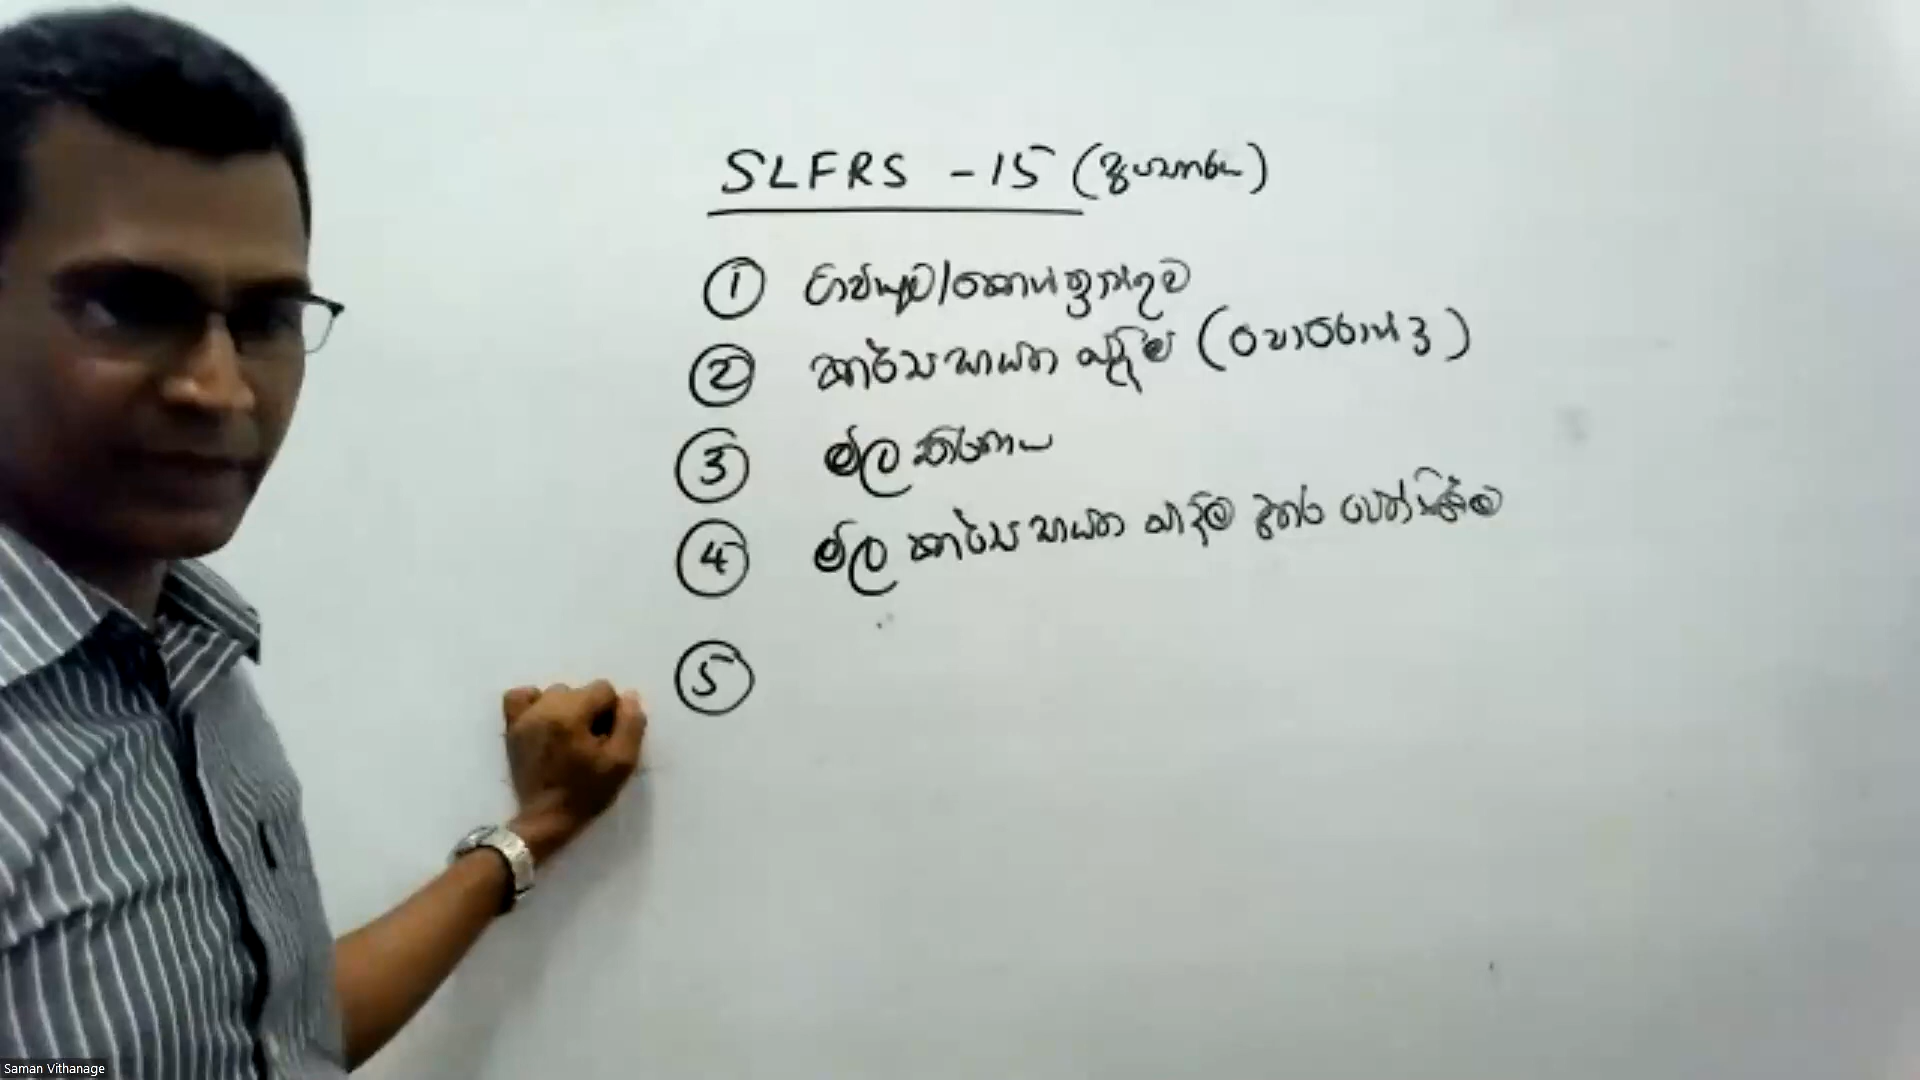 SLFRS - 15 (ආදායම)
① ගිවිසුම/කොන්ත්‍රාත්තුව
② කාර්ය සාධන බැඳීම (පොරොන්දු)
③ මිල තීරණය
④ මිල කාර්ය සාධන බැඳීම් අතර වෙන් කිරීම
⑤
Saman Vithanage